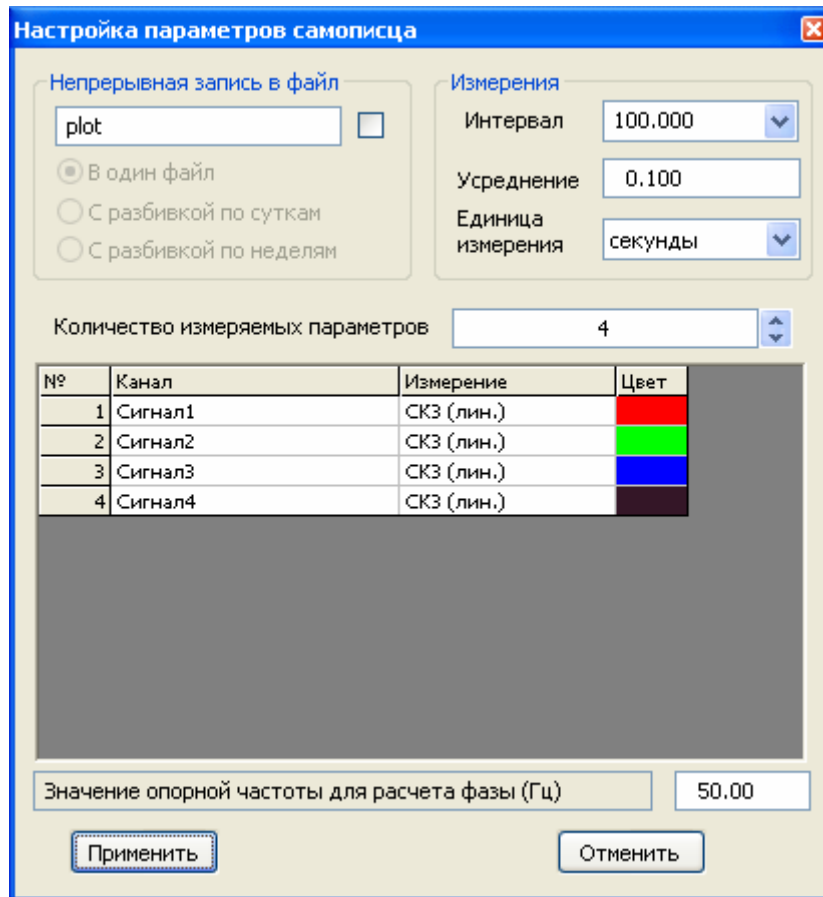 Настройка параметров самописца
Непрерывная запись в файл
plot
В один файл
С разбивкой по суткам
С разбивкой по неделям
Измерения
Интервал 100.000
Усреднение 0.100
Единица
измерения секунды
Количество измеряемых параметров 4
№ Канал Измерение Цвет
1 Сигнал1 СКЗ (лин.)
2 Сигнал2 СКЗ (лин.)
3 Сигнал3 СКЗ (лин.)
4 Сигнал4 СКЗ (лин.)
Значение опорной частоты для расчета фазы (Гц) 50.00
Применить Отменить